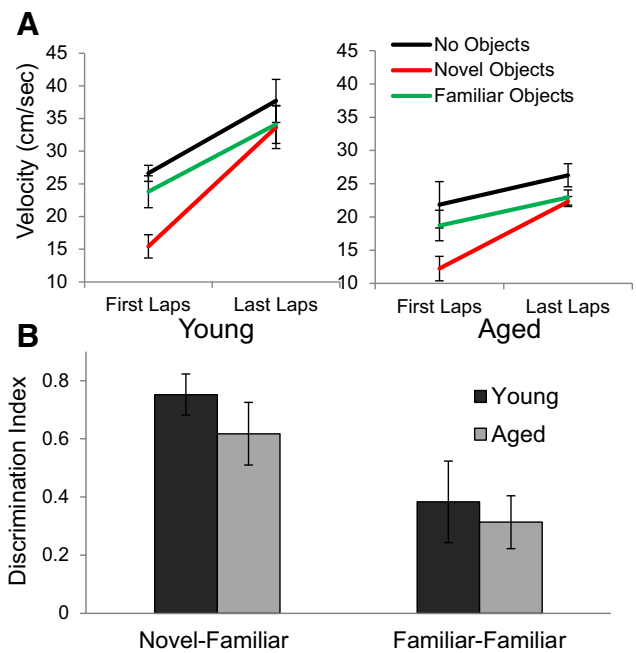 A
Velocity (cm/sec)
45
40
35
30
25
20
15
10
First Laps Last Laps
Young
45
40
35
30
25
20
15
10
First Laps Last Laps
Aged
No Objects
Novel Objects
Familiar Objects
B
Discrimination Index
0.8
0.6
0.4
0.2
0
Young
Aged
Novel-Familiar Familiar-Familiar